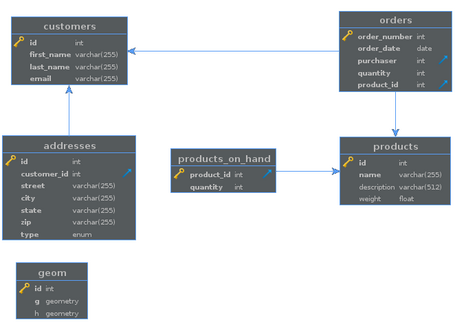 customers
id int
first_name varchar(255)
last_name varchar(255)
email varchar(255)
orders
order_number int
order_date date
purchaser int
quantity int
product_id int
addresses
id int
customer_id int
street varchar(255)
city varchar(255)
state varchar(255)
zip varchar(255)
type enum
products_on_hand
product_id int
quantity int
products
id int
name varchar(255)
description varchar(512)
weight float
geom
id int
g geometry
h geometry